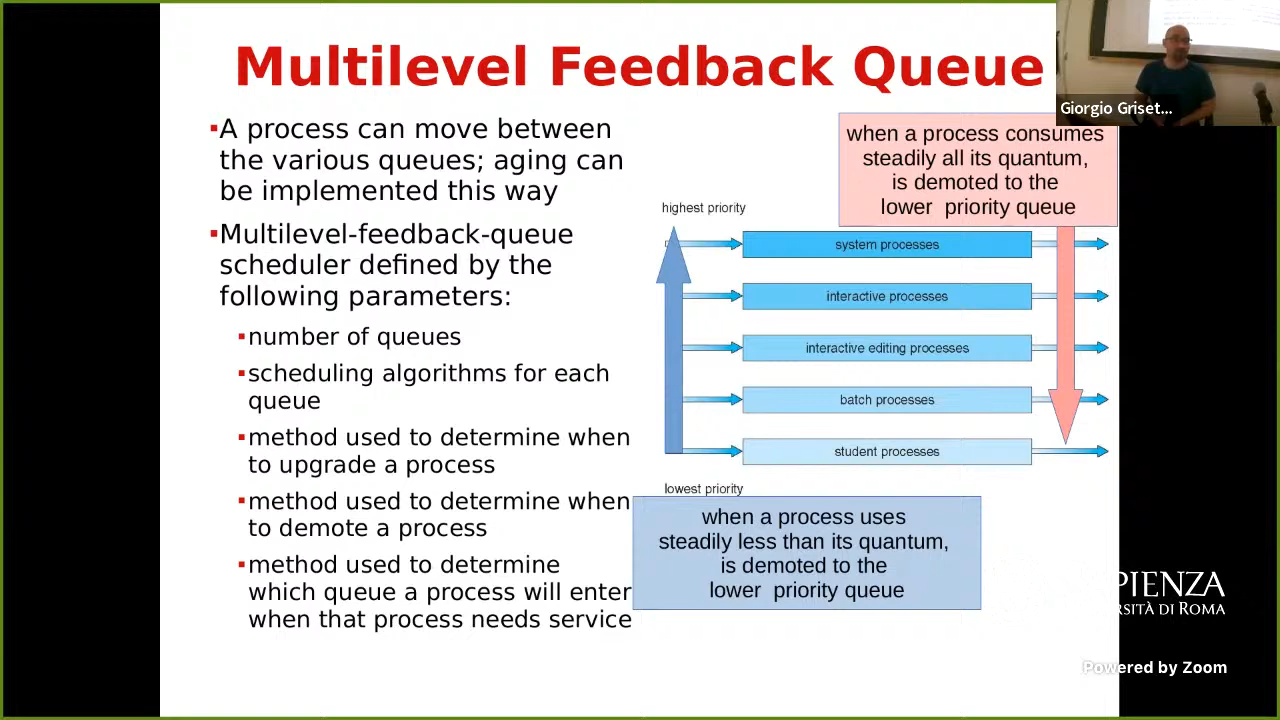 Multilevel Feedback Queue
▪A process can move between
the various queues; aging can
be implemented this way
▪Multilevel-feedback-queue
scheduler defined by the
following parameters:
▪number of queues
▪scheduling algorithms for each
queue
▪method used to determine when
to upgrade a process
▪method used to determine when
to demote a process
▪method used to determine
which queue a process will enter
when that process needs service
when a process consumes
steadily all its quantum,
is demoted to the
lower  priority queue
highest priority
system processes
interactive processes
interactive editing processes
batch processes
student processes
lowest priority
when a process uses
steadily less than its quantum,
is demoted to the
lower  priority queue
Giorgio Griset...
PIENZA
RSITÀ DI ROMA
Powered by Zoom